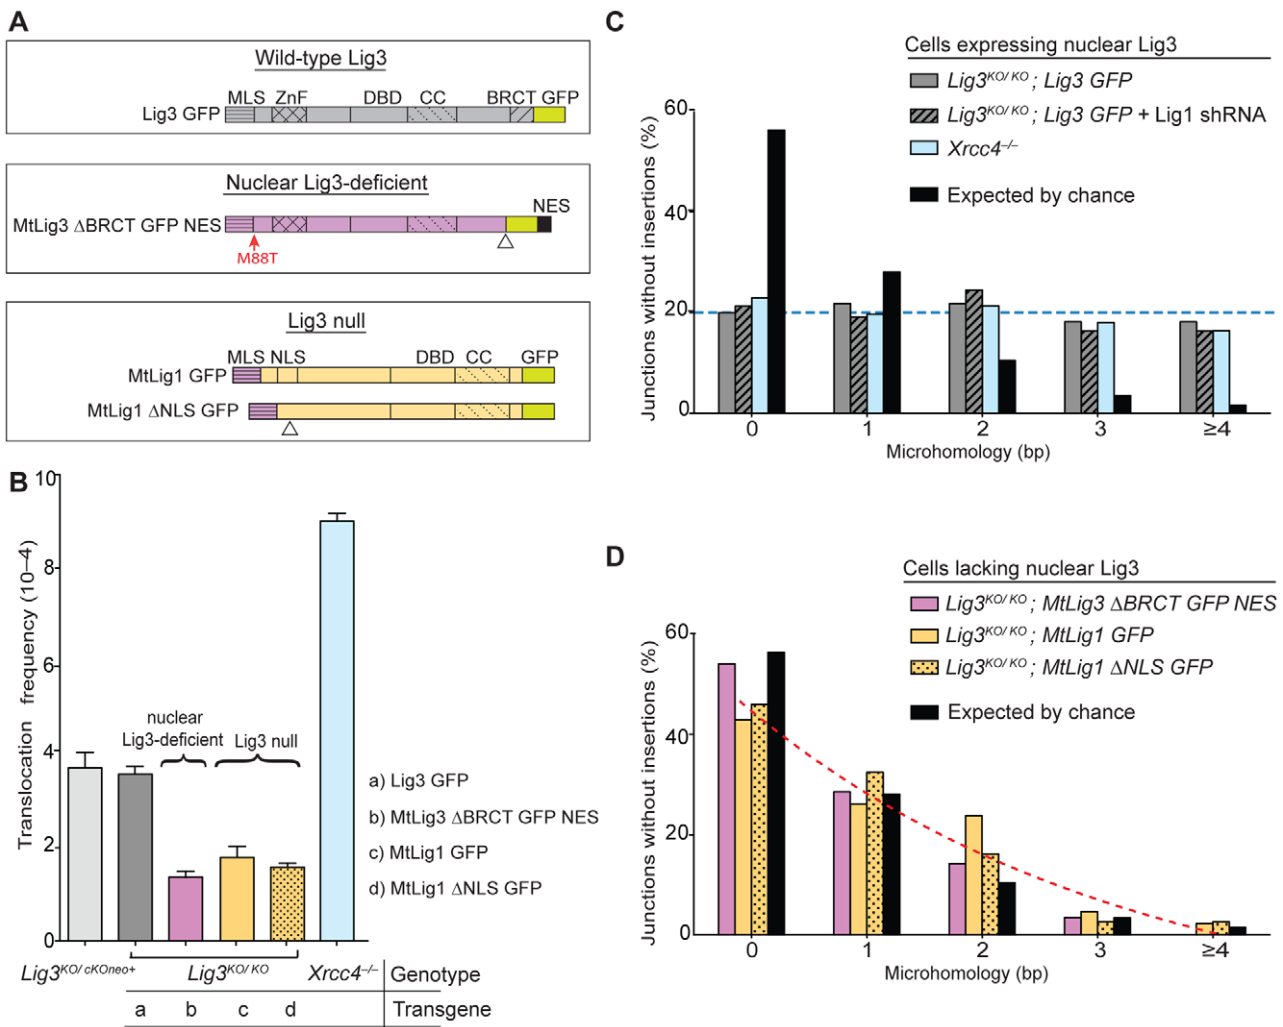 A
Wild-type Lig3
MLS ZnF DBD CC BRCT GFP
Lig3 GFP
Nuclear Lig3-deficient
NES
MtLig3 ΔBRCT GFP NES
M88T
Lig3 null
MLS NLS DBD CC GFP
MtLig1 GFP
MtLig1 ΔNLS GFP
B
Translocation frequency (10–4)
10
8
6
4
2
0
nuclear
Lig3-deficient
Lig3 null
a) Lig3 GFP
b) MtLig3 ΔBRCT GFP NES
c) MtLig1 GFP
d) MtLig1 ΔNLS GFP
Lig3KO/cKOneo+ Lig3KO/KO Xrcc4–/– Genotype
a b c d Transgene
C
Cells expressing nuclear Lig3
Lig3KO/KO; Lig3 GFP
Lig3KO/KO; Lig3 GFP + Lig1 shRNA
Xrcc4–/–
Expected by chance
Junctions without insertions (%)
60
40
20
0
0 1 2 3 ≥4
Microhomology (bp)
D
Cells lacking nuclear Lig3
Lig3KO/KO; MtLig3 ΔBRCT GFP NES
Lig3KO/KO; MtLig1 GFP
Lig3KO/KO; MtLig1 ΔNLS GFP
Expected by chance
Junctions without insertions (%)
60
40
20
0
0 1 2 3 ≥4
Microhomology (bp)